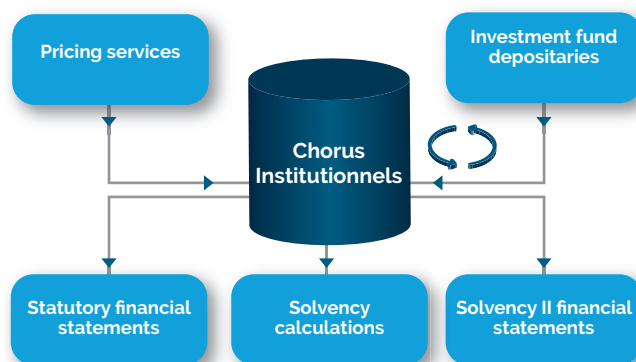 Pricing services
Investment fund
depositaries
Chorus
Institutionnels
Statutory financial
statements
Solvency
calculations
Solvency II financial
statements